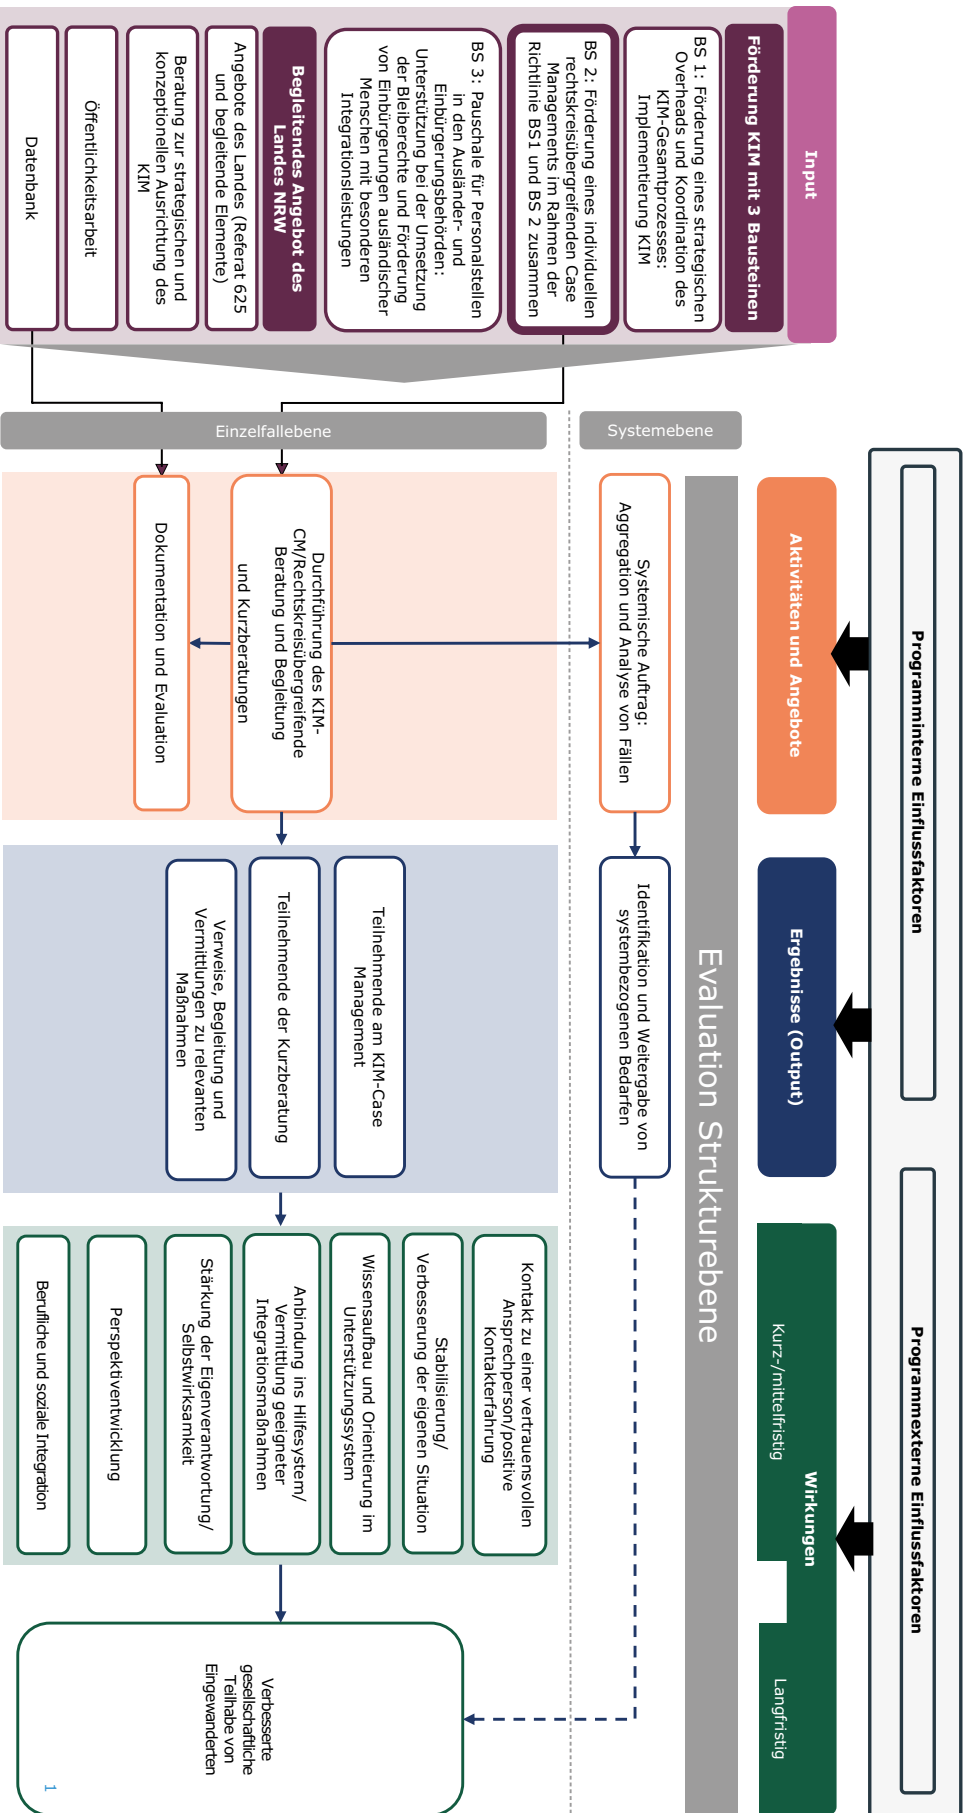 Programminterne Einflussfaktoren
Programmexterne Einflussfaktoren
Input
Aktivitäten und Angebote
Ergebnisse (Output)
Wirkungen
Kurz-/mittelfristig
Langfristig
Förderung KIM mit 3 Bausteinen
BS 1: Förderung eines strategischen
Overheads und Koordination des
KIM-Gesamtprozesses:
Implementierung KIM
BS 2: Förderung eines individuellen
rechtskreisübergreifenden Case
Managements im Rahmen der
Richtlinie BS1 und BS 2 zusammen
BS 3: Pauschale für Personalstellen
in den Ausländer- und
Einbürgerungsbehörden:
Unterstützung bei der Umsetzung
der Bleiberechte und Förderung
von Einbürgerungen ausländischer
Menschen mit besonderen
Integrationsleistungen
Begleitendes Angebot des
Landes NRW
Angebote des Landes (Referat 625
und begleitende Elemente)
Beratung zur strategischen und
konzeptionellen Ausrichtung des
KIM
Öffentlichkeitsarbeit
Datenbank
Systemebene
Einzelfallebene
Evaluation Strukturebene
Systemische Auftrag:
Aggregation und Analyse von Fällen
Identifikation und Weitergabe von
systembezogenen Bedarfen
Durchführung des KIM-
CM/Rechtskreisübergreifende
Beratung und Begleitung
und Kurzberatungen
Dokumentation und Evaluation
Teilnehmende am KIM-Case
Management
Teilnehmende der Kurzberatung
Verweise, Begleitung und
Vermittlungen zu relevanten
Maßnahmen
Kontakt zu einer vertrauensvollen
Ansprechperson/positive
Kontakterfahrung
Stabilisierung/
Verbesserung der eigenen Situation
Wissensaufbau und Orientierung im
Unterstützungssystem
Anbindung ins Hilfesystem/
Vermittlung geeigneter
Integrationsmaßnahmen
Stärkung der Eigenverantwortung/
Selbstwirksamkeit
Perspektiventwicklung
Berufliche und soziale Integration
Verbesserte
gesellschaftliche
Teilhabe von
Eingewanderten
1